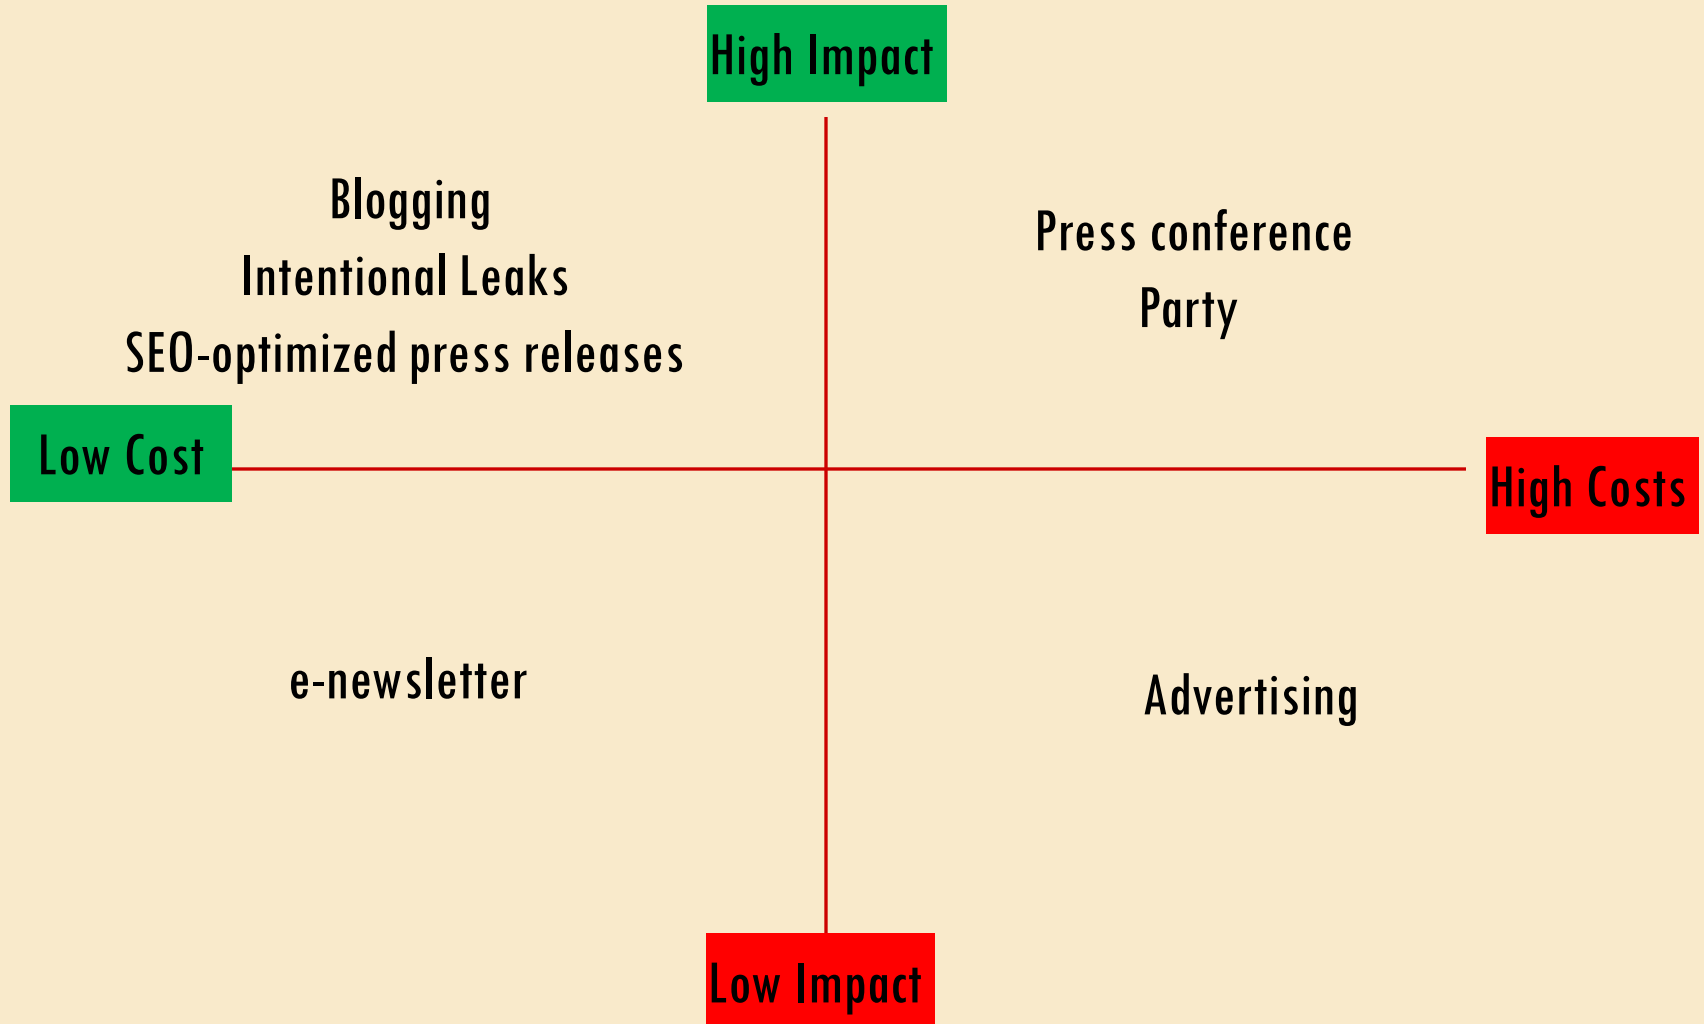 High Impact
Blogging
Intentional Leaks
SEO-optimized press releases
Press conference
Party
Low Cost
High Costs
e-newsletter
Advertising
Low Impact